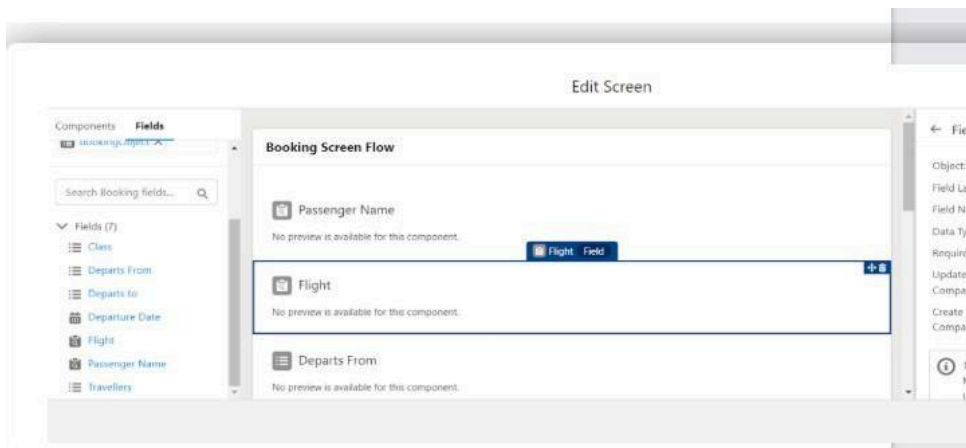 Edit Screen
Components Fields
BookingObject X
Search Booking fields...
Fields (7)
Class
Departs From
Departs to
Departure Date
Flight
Passenger Name
Travellers
Booking Screen Flow
Passenger Name
No preview is available for this component.
Flight Field
Flight
No preview is available for this component.
Departs From
No preview is available for this component.
← Fie
Object:
Field La
Field N
Data Ty
Require
Update
Compa
Create
Compa